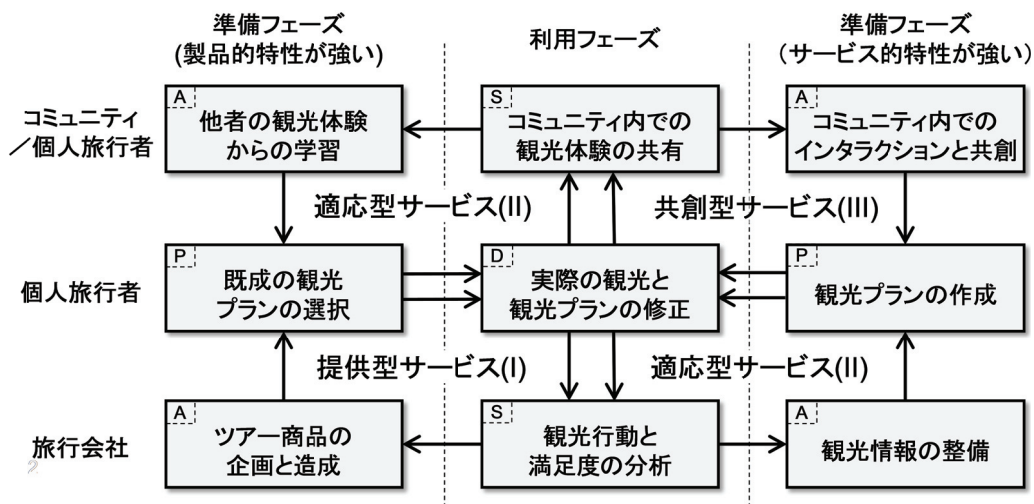 準備フェーズ
(製品的特性が強い)
利用フェーズ
準備フェーズ
(サービス的特性が強い)
コミュニティ
／個人旅行者
A
他者の観光体験
からの学習
S
コミュニティ内での
観光体験の共有
A
コミュニティ内での
インタラクションと共創
適応型サービス(II)
共創型サービス(III)
個人旅行者
P
既成の観光
プランの選択
D
実際の観光と
観光プランの修正
P
観光プランの作成
提供型サービス(I)
適応型サービス(II)
旅行会社
A
ツアー商品の
企画と造成
S
観光行動と
満足度の分析
A
観光情報の整備